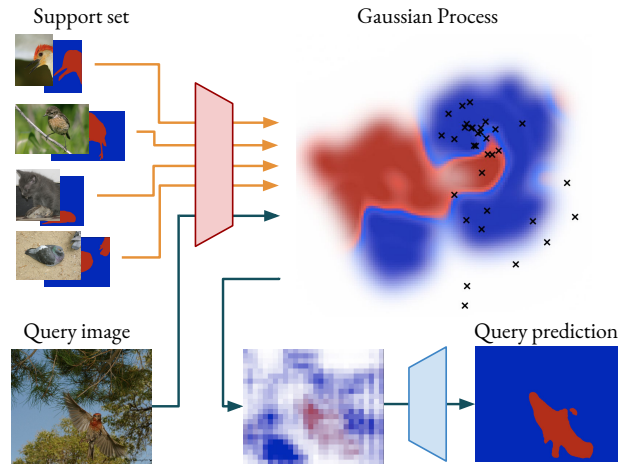 Support set
Gaussian Process
Query image
Query prediction